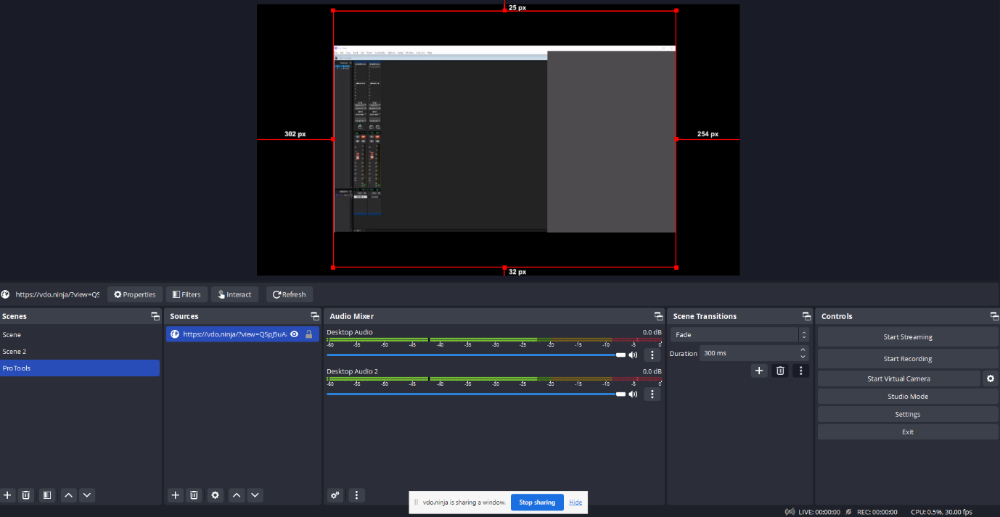 25 px
302 px
254 px
32 px
https://vdo.ninja/?view=QS
Properties
Filters
Interact
Refresh
Scenes
Sources
Audio Mixer
Scene Transitions
Controls
Scene
Scene 2
ProTools
https://vdo.ninja/?view=QSpJ5uA
Desktop Audio
0.0 dB
-60 -55 -50 -45 -40 -35 -30 -25 -20 -15 -10 -5 0
Desktop Audio 2
0.0 dB
-60 -55 -50 -45 -40 -35 -30 -25 -20 -15 -10 -5 0
Fade
Duration 300 ms
Start Streaming
Start Recording
Start Virtual Camera
Studio Mode
Settings
Exit
vdo.ninja is sharing a window.
Stop sharing
Hide
LIVE: 00:00:00
REC: 00:00:00
CPU: 0.5%, 30.00 fps